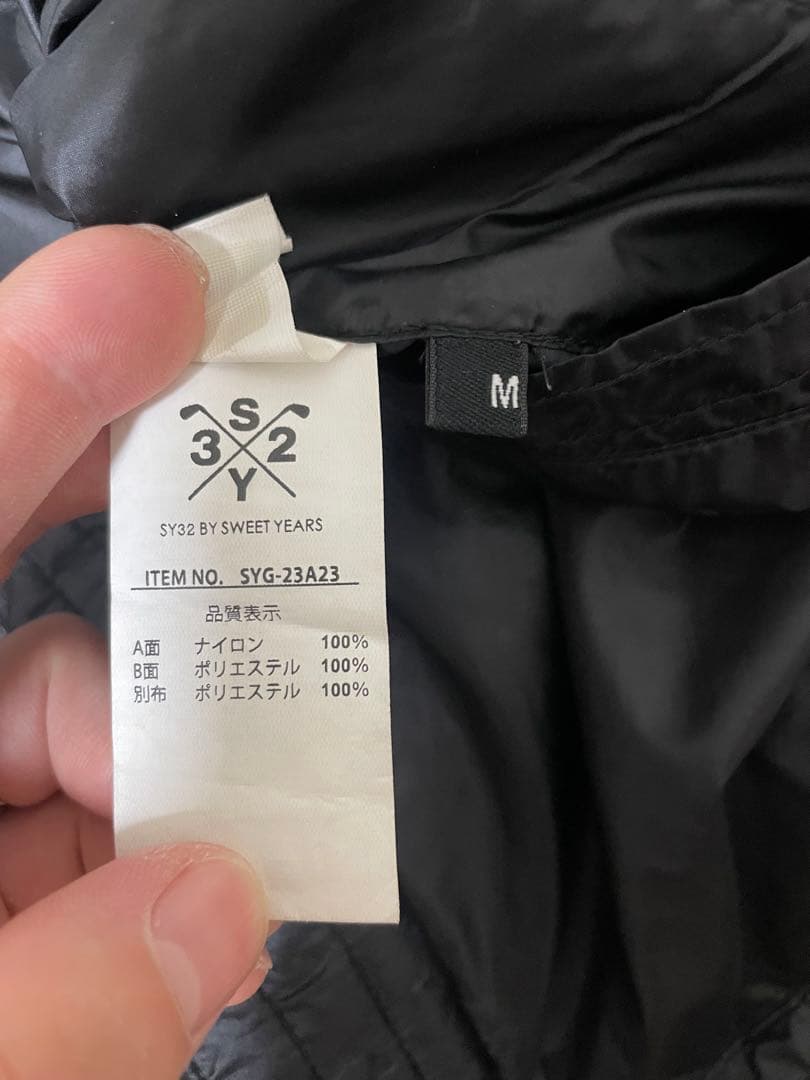 S
3 2
Y
SY32 BY SWEET YEARS
ITEM NO. SYG-23A23
品質表示
A面 ナイロン 100%
B面 ポリエステル 100%
別布 ポリエステル 100%
M